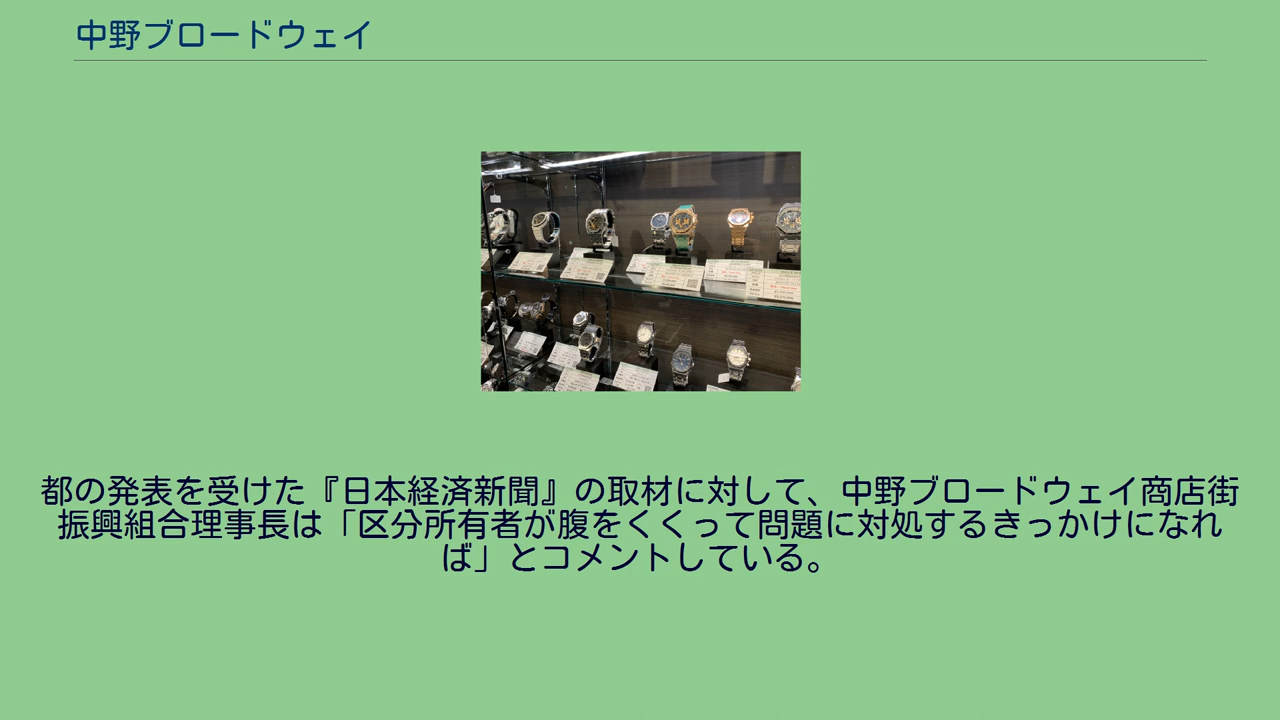 中野ブロードウェイ
都の発表を受けた『日本経済新聞』の取材に対して、中野ブロードウェイ商店街
振興組合理事長は「区分所有者が腹をくくって問題に対処するきっかけになれ
ば」とコメントしている。